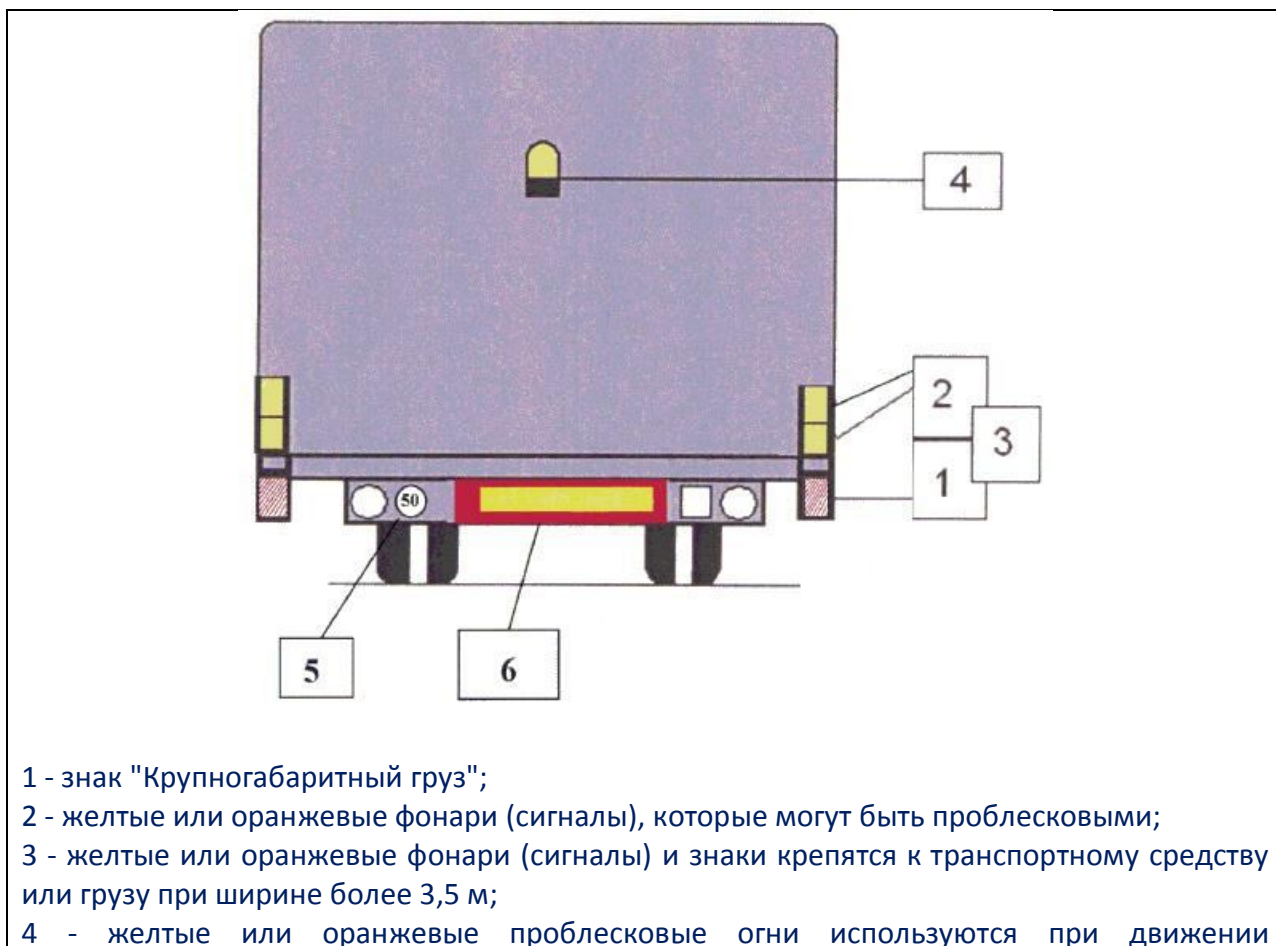 4
2
3
1
50
5
6
1 - знак "Крупногабаритный груз";
2 - желтые или оранжевые фонари (сигналы), которые могут быть проблесковыми;
3 - желтые или оранжевые фонари (сигналы) и знаки крепятся к транспортному средству
или грузу при ширине более 3,5 м;
4 - желтые или оранжевые проблесковые огни используются при движении